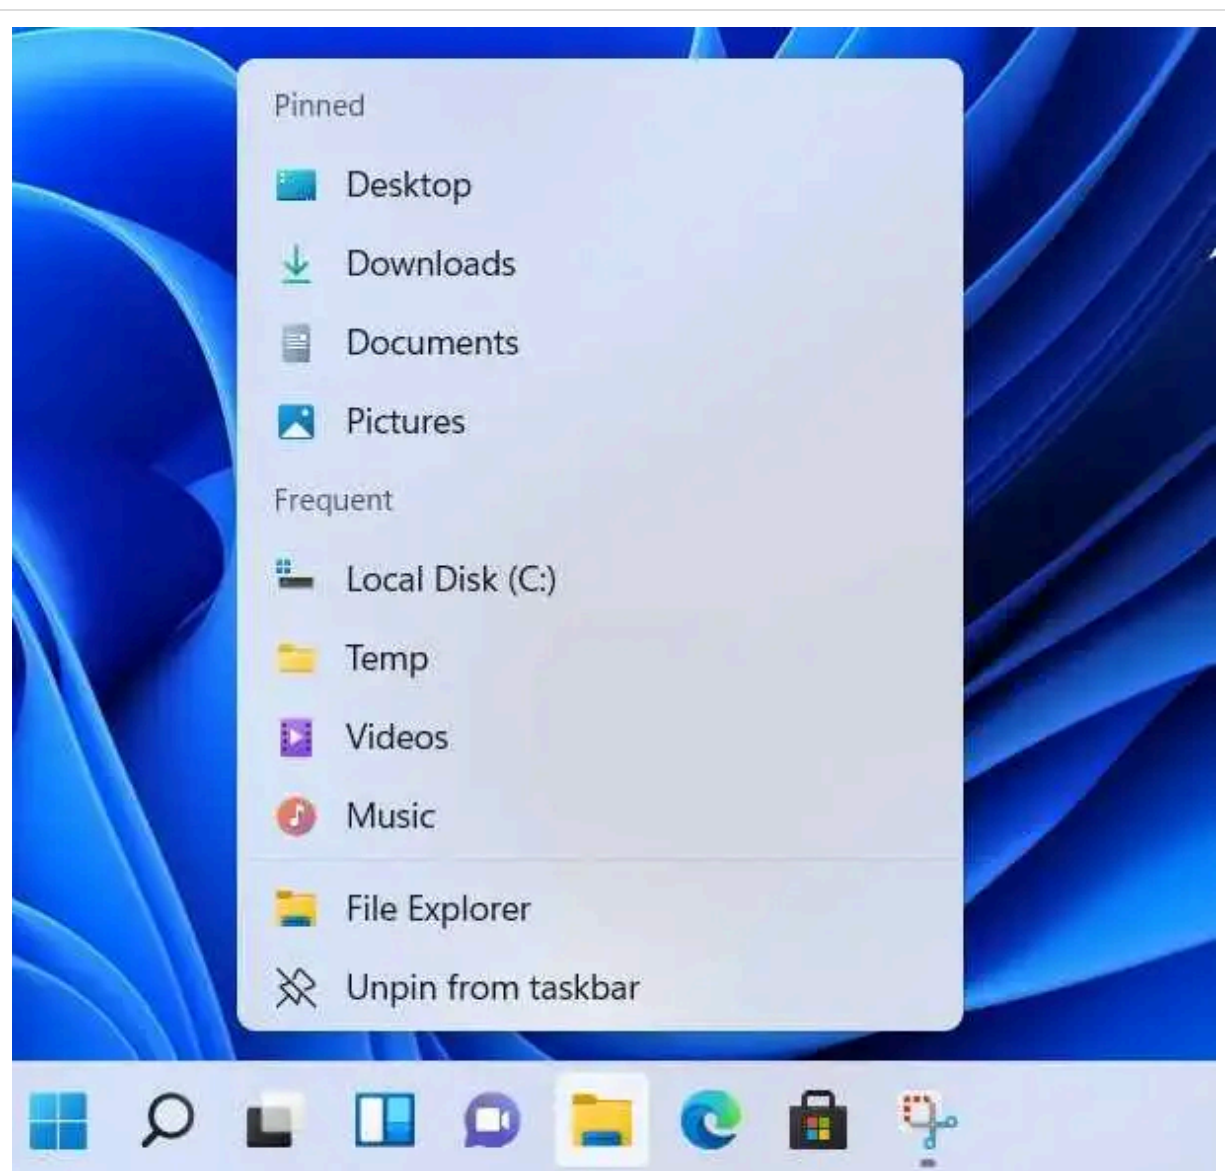 Pinned
Desktop
Downloads
Documents
Pictures
Frequent
Local Disk (C:)
Temp
Videos
Music
File Explorer
Unpin from taskbar